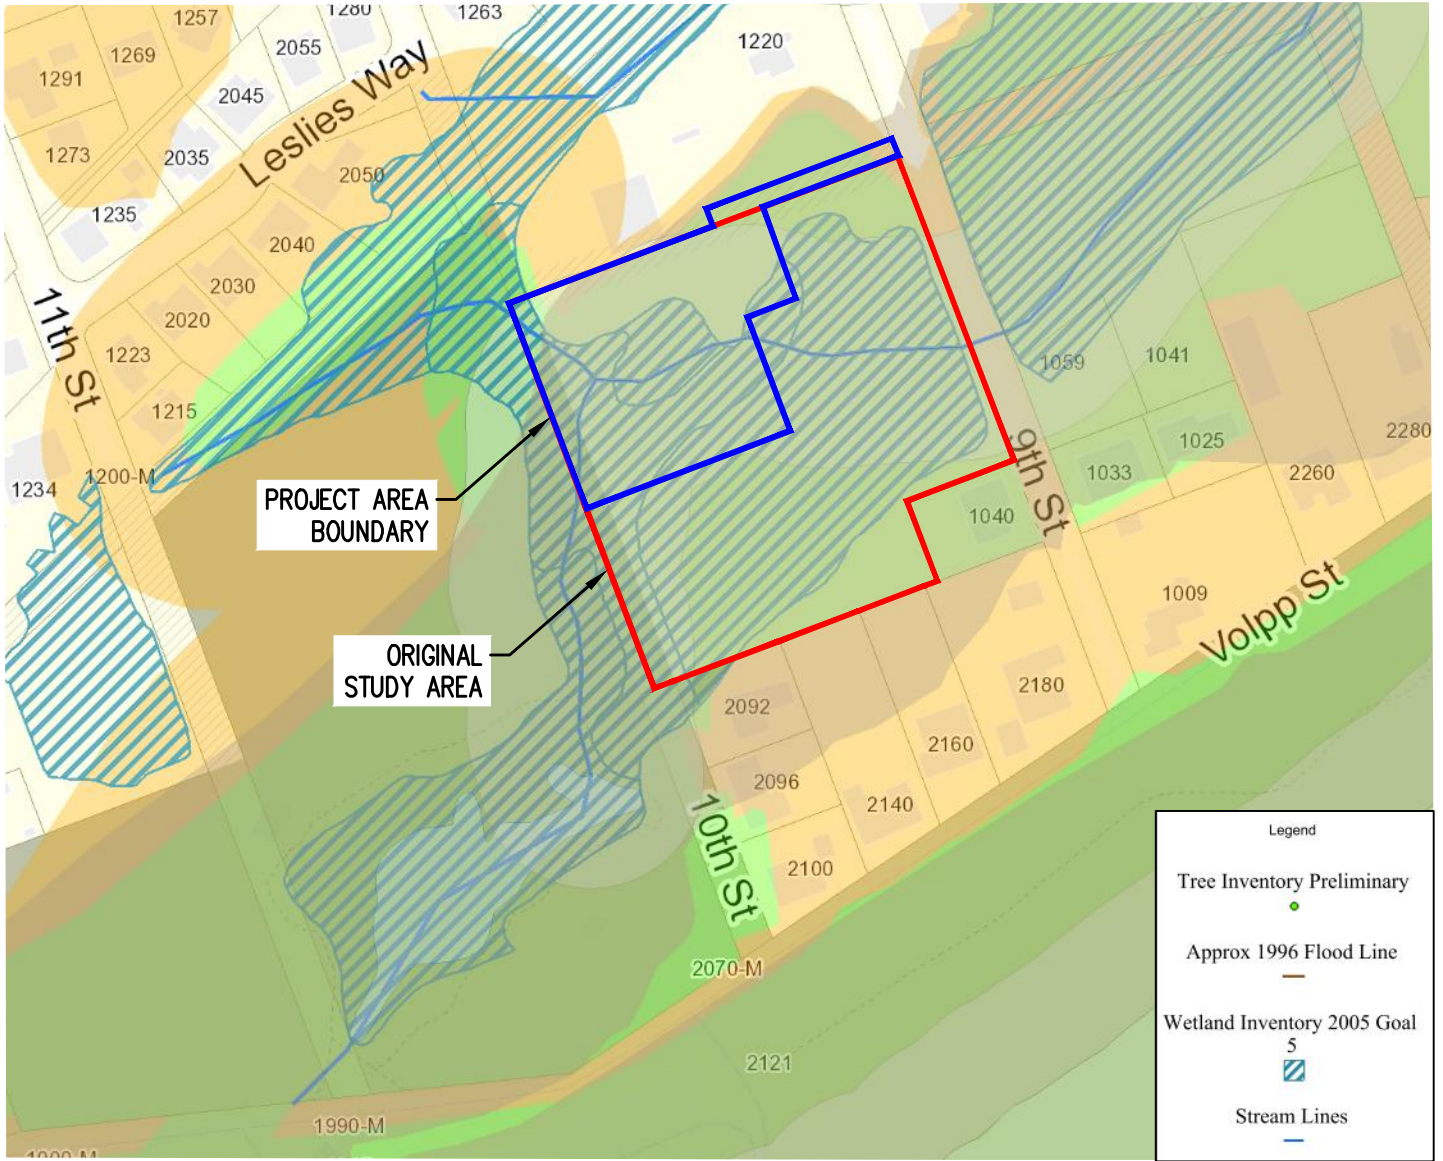 1257
1280
1263
1269
2055
1220
1291
2045
Leslies Way
1273
2035
2050
1235
2040
11th St
2030
2020
1223
1059
1041
1215
9th St
1025
2280
1200-M
1033
2260
1234
PROJECT AREA
BOUNDARY
1040
1009
Volpp St
ORIGINAL
STUDY AREA
2180
2092
2160
2096
2140
10th St
2100
2070-M
2121
1990-M
Legend
Tree Inventory Preliminary
Approx 1996 Flood Line
Wetland Inventory 2005 Goal
5
Stream Lines